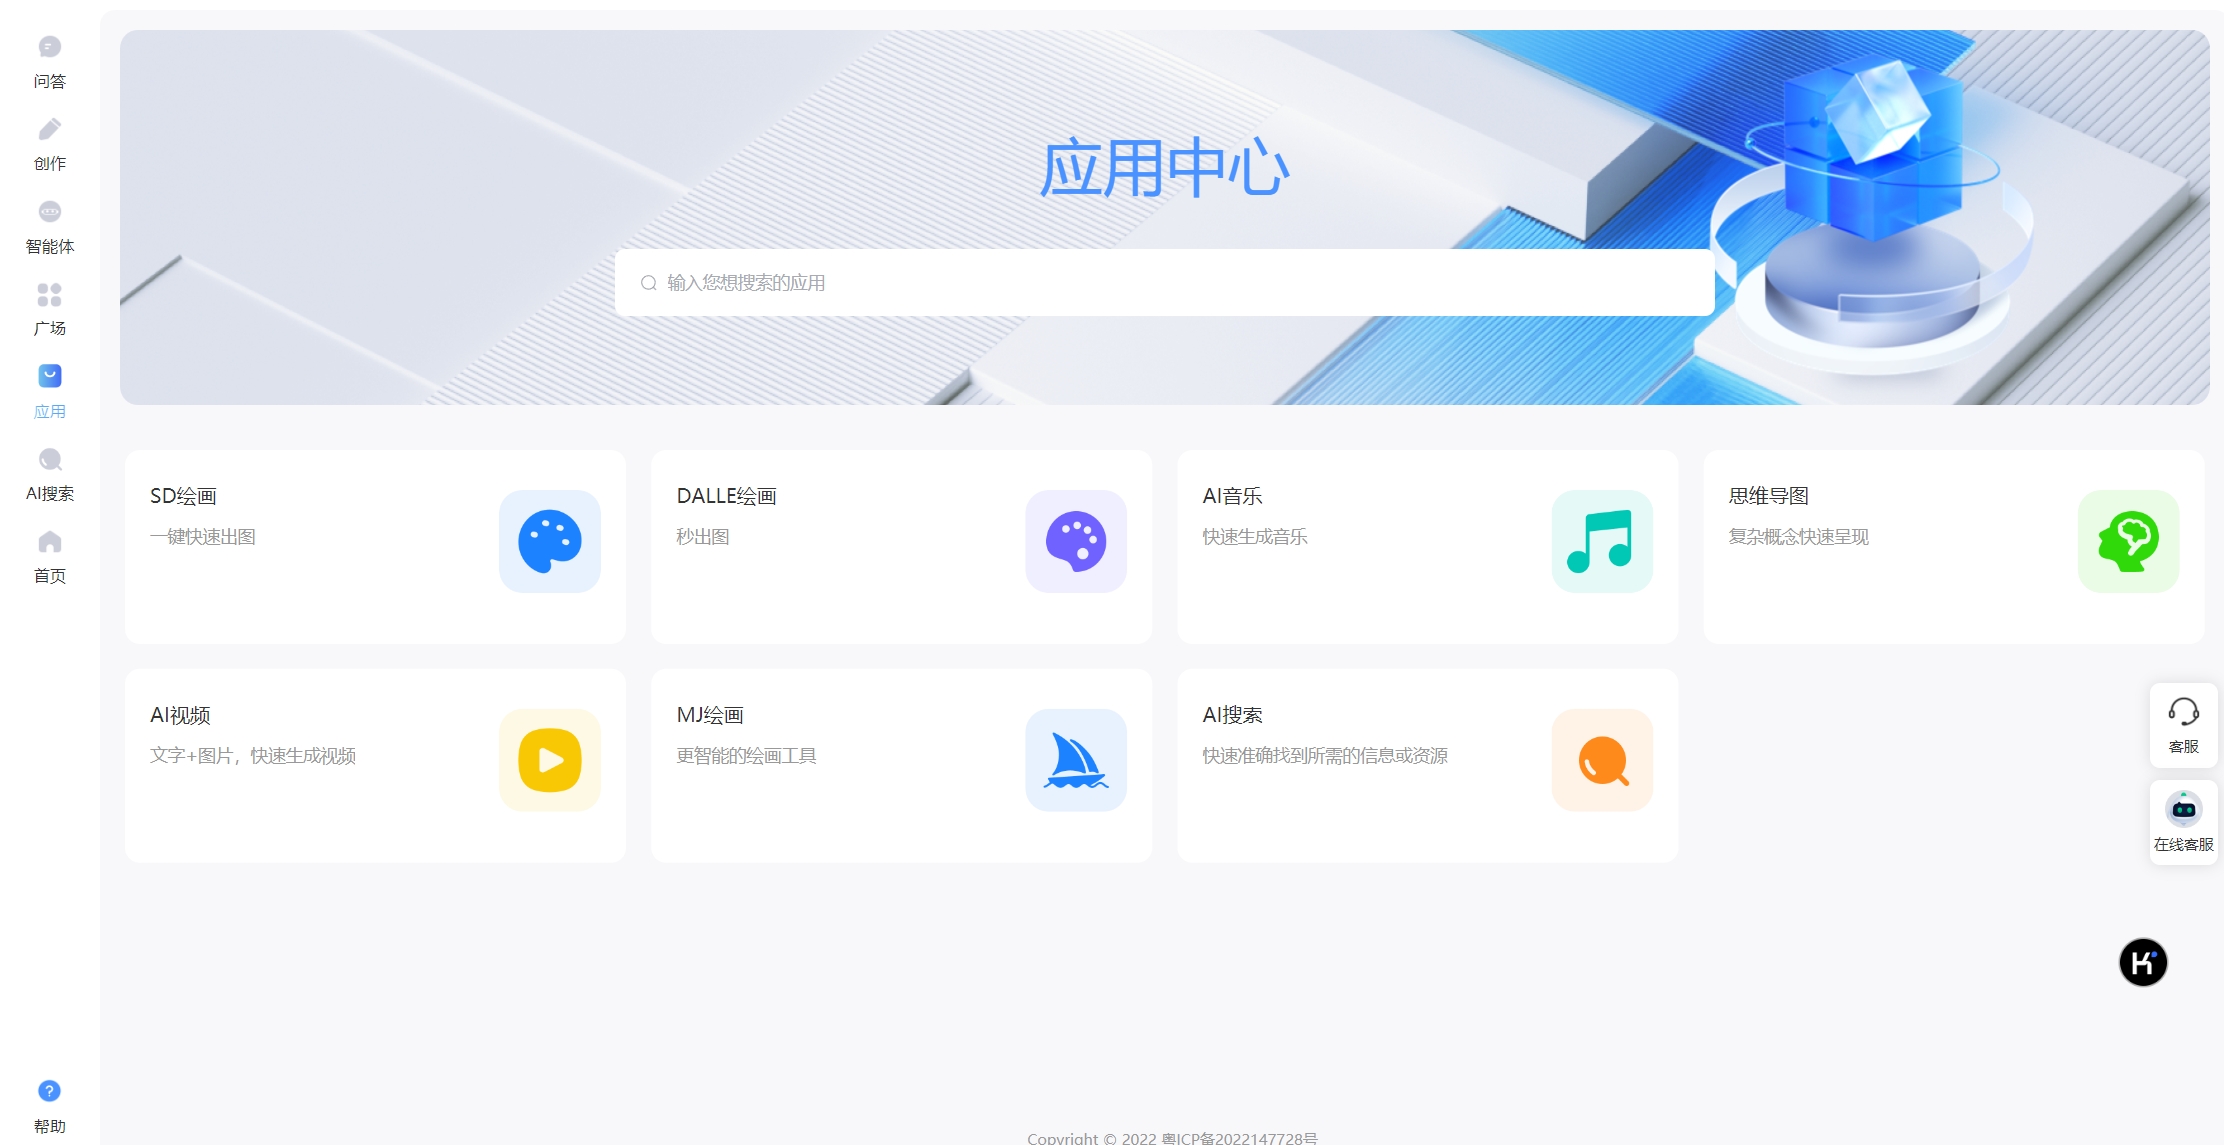 问答
创作
智能体
广场
应用
AI搜索
首页
帮助
应用中心
输入您想搜索的应用
SD绘画
一键快速出图
DALLE绘画
秒出图
AI音乐
快速生成音乐
思维导图
复杂概念快速呈现
AI视频
文字+图片，快速生成视频
MJ绘画
更智能的绘画工具
AI搜索
快速准确找到所需的信息或资源
客服
在线客服
K
Copyright © 2022 粤ICP备2022147728号